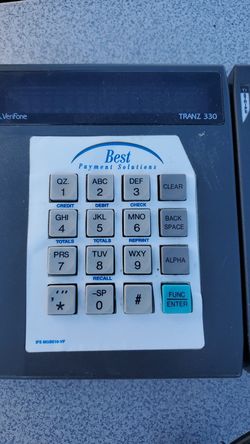 VeriFone
TRANZ 330
Best
Payment Solutions
QZ.
1
ABC
2
DEF
3
CLEAR
CREDIT
DEBIT
CHECK
GHI
4
JKL
5
MNO
6
BACK
SPACE
TOTALS
TOTALS
REPRINT
PRS
7
TUV
8
WXY
9
ALPHA
RECALL
,'"
*
–SP
0
#
FUNC
ENTER